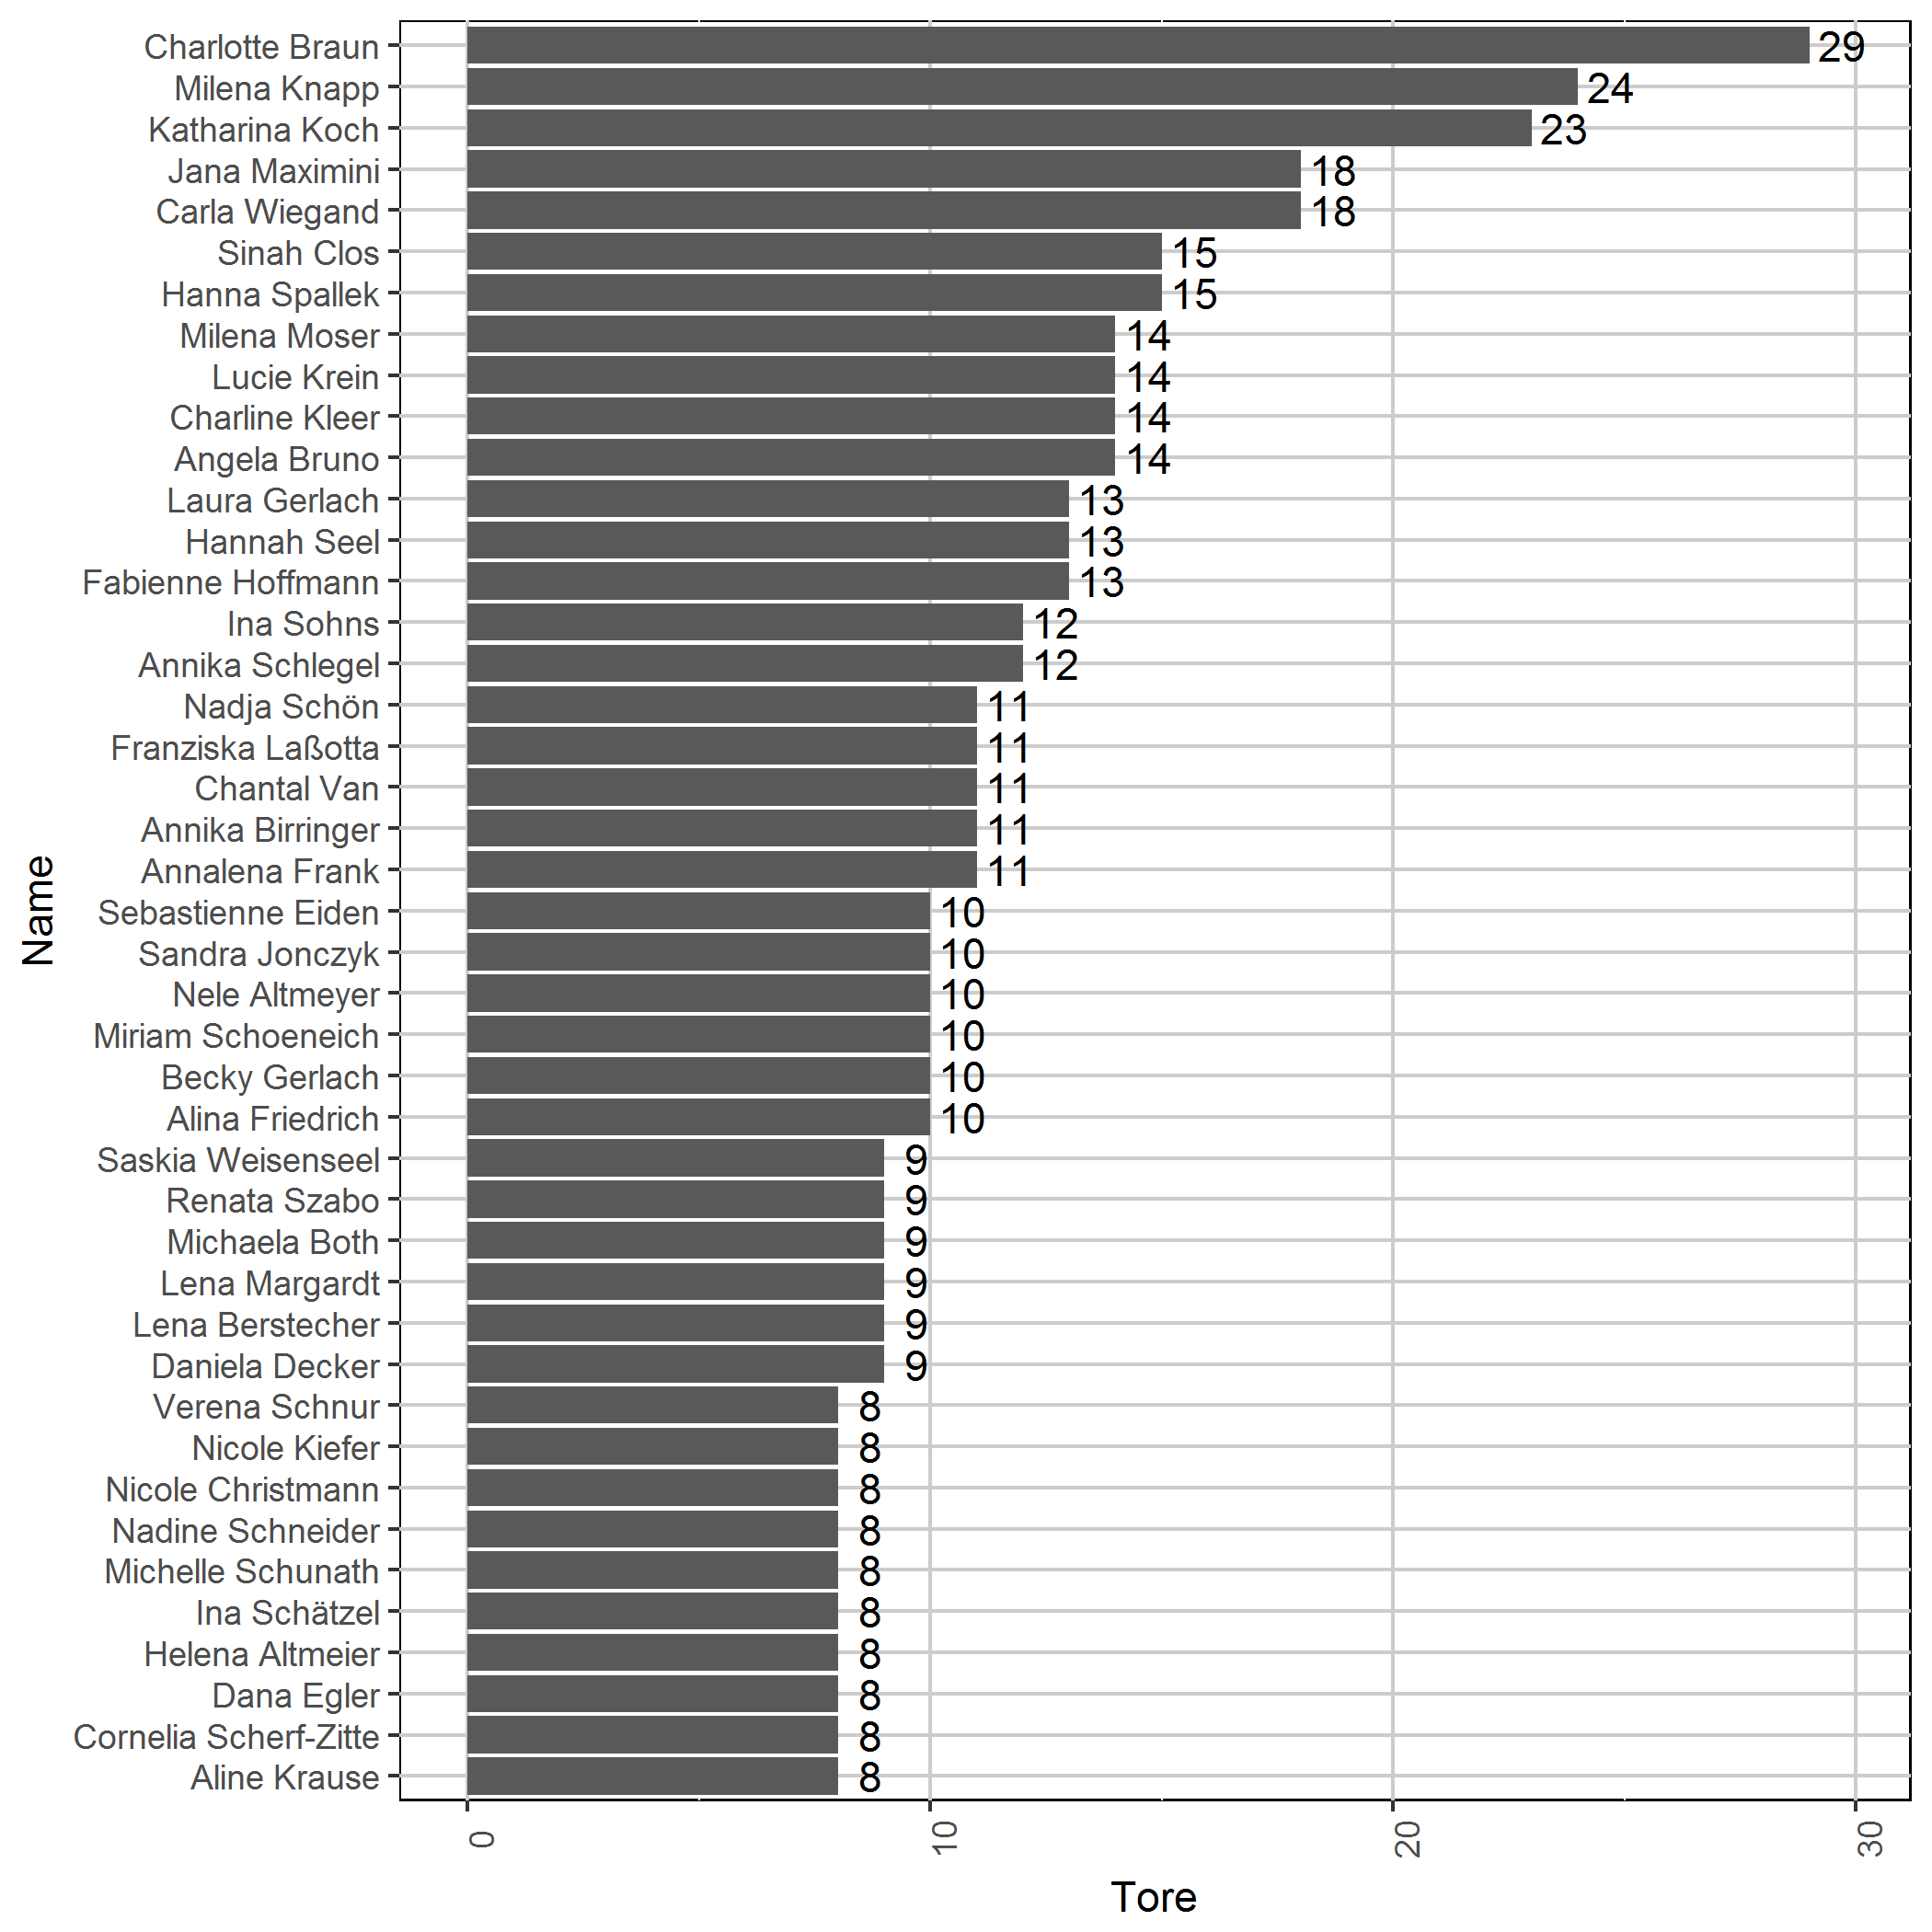 Charlotte Braun 29
Milena Knapp 24
Katharina Koch 23
Jana Maximini 18
Carla Wiegand 18
Sinah Clos 15
Hanna Spallek 15
Milena Moser 14
Lucie Krein 14
Charline Kleer 14
Angela Bruno 14
Laura Gerlach 13
Hannah Seel 13
Fabienne Hoffmann 13
Ina Sohns 12
Annika Schlegel 12
Nadja Schön 11
Franziska Laßotta 11
Chantal Van 11
Annika Birringer 11
Annalena Frank 11
Sebastienne Eiden 10
Sandra Jonczyk 10
Nele Altmeyer 10
Miriam Schoeneich 10
Becky Gerlach 10
Alina Friedrich 10
Saskia Weisenseel 9
Renata Szabo 9
Michaela Both 9
Lena Margardt 9
Lena Berstecher 9
Daniela Decker 9
Verena Schnur 8
Nicole Kiefer 8
Nicole Christmann 8
Nadine Schneider 8
Michelle Schunath 8
Ina Schätzel 8
Helena Altmeier 8
Dana Egler 8
Cornelia Scherf-Zitte 8
Aline Krause 8
Name
0 10 20 30
Tore